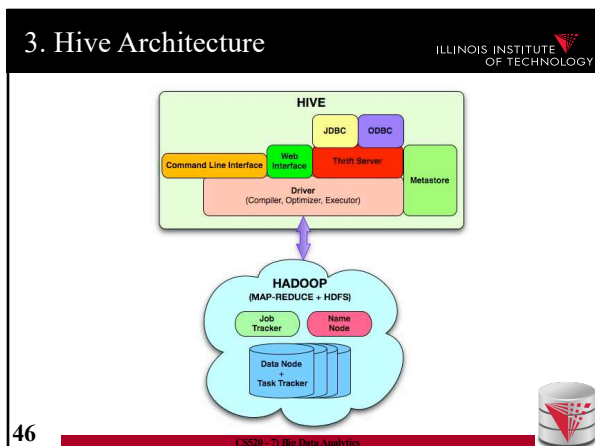 3. Hive Architecture
ILLINOIS INSTITUTE
OF TECHNOLOGY
HIVE
JDBC
ODBC
Command Line Interface
Web
Interface
Thrift Server
Metastore
Driver
(Compiler, Optimizer, Executor)
HADOOP
(MAP-REDUCE + HDFS)
Job
Tracker
Name
Node
Data Node
+
Task Tracker
46
CS520 - 7) Big Data Analytics